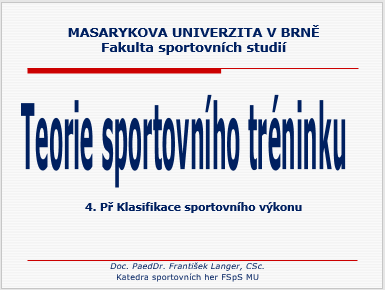 MASARYKOVA UNIVERZITA V BRNĚ
Fakulta sportovních studií
Teorie sportovního tréninku
4. Př Klasifikace sportovního výkonu
Doc. PaedDr. František Langer, CSc.
Katedra sportovních her FSpS MU